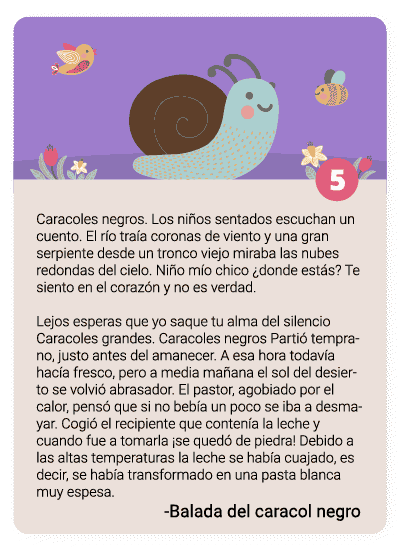 5
Caracoles negros. Los niños sentados escuchan un
cuento. El río traía coronas de viento y una gran
serpiente desde un tronco viejo miraba las nubes
redondas del cielo. Niño mío chico ¿donde estás? Te
siento en el corazón y no es verdad.
Lejos esperas que yo saque tu alma del silencio
Caracoles grandes. Caracoles negros Partió tempra-
no, justo antes del amanecer. A esa hora todavía
hacía fresco, pero a media mañana el sol del desier-
to se volvió abrasador. El pastor, agobiado por el
calor, pensó que si no bebía un poco se iba a desma-
yar. Cogió el recipiente que contenía la leche y
cuando fue a tomarla ¡se quedó de piedra! Debido a
las altas temperaturas la leche se había cuajado, es
decir, se había transformado en una pasta blanca
muy espesa.
-Balada del caracol negro